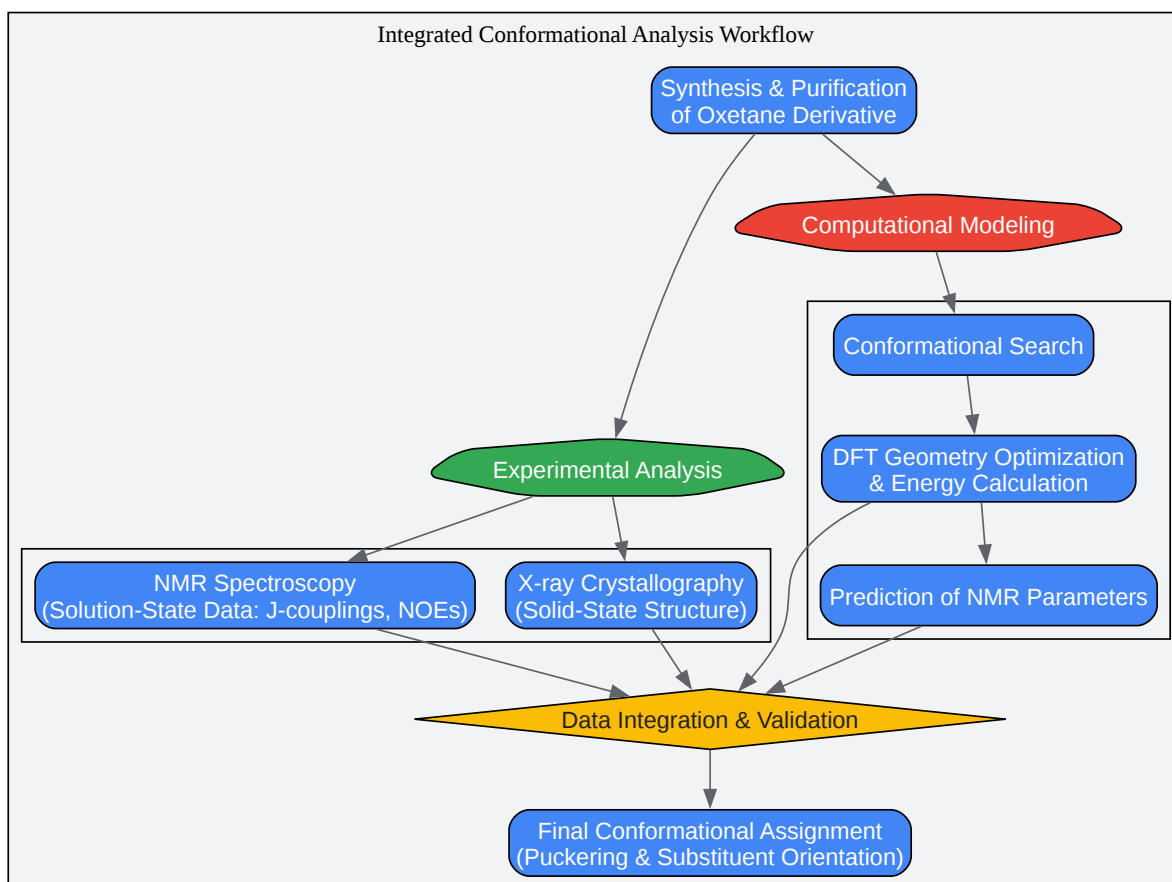 Integrated Conformational Analysis Workflow
Synthesis & Purification
of Oxetane Derivative
Computational Modeling
Conformational Search
DFT Geometry Optimization
& Energy Calculation
Experimental Analysis
NMR Spectroscopy
(Solution-State Data: J-couplings, NOEs)
X-ray Crystallography
(Solid-State Structure)
Prediction of NMR Parameters
Data Integration & Validation
Final Conformational Assignment
(Puckering & Substituent Orientation)